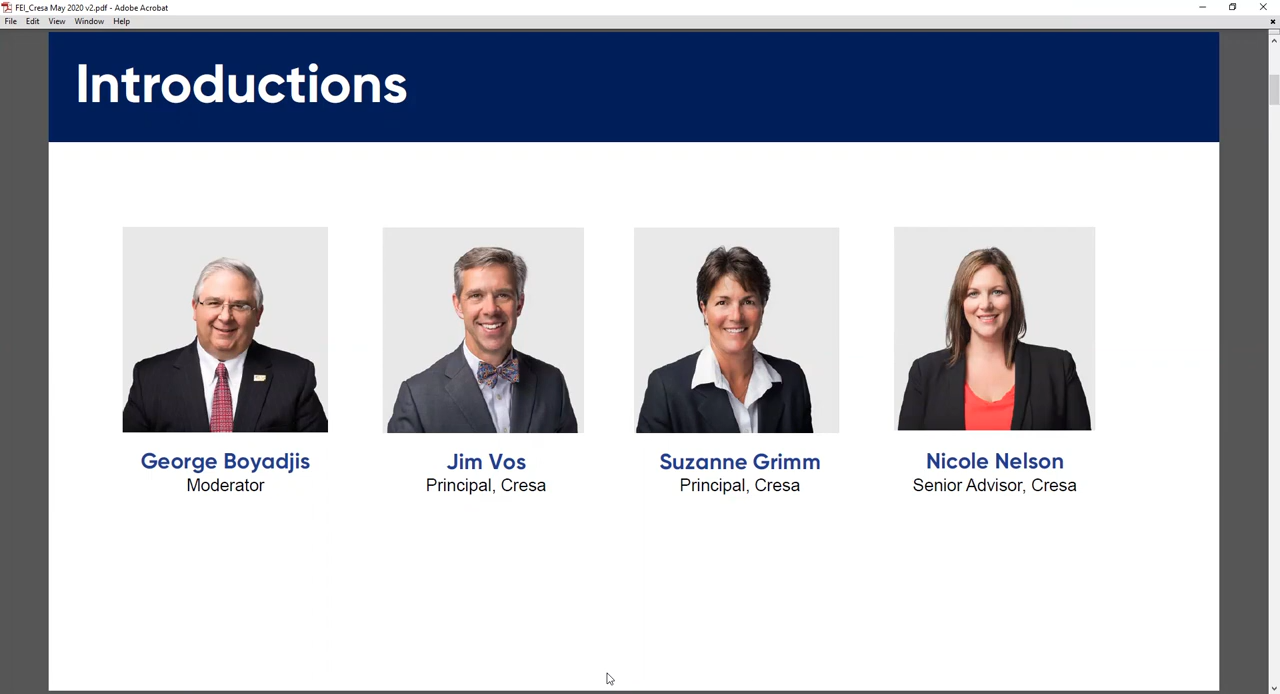 FEI_Cresa May 2020 v2.pdf - Adobe Acrobat
File Edit View Window Help
Introductions
George Boyadjis
Moderator
Jim Vos
Principal, Cresa
Suzanne Grimm
Principal, Cresa
Nicole Nelson
Senior Advisor, Cresa